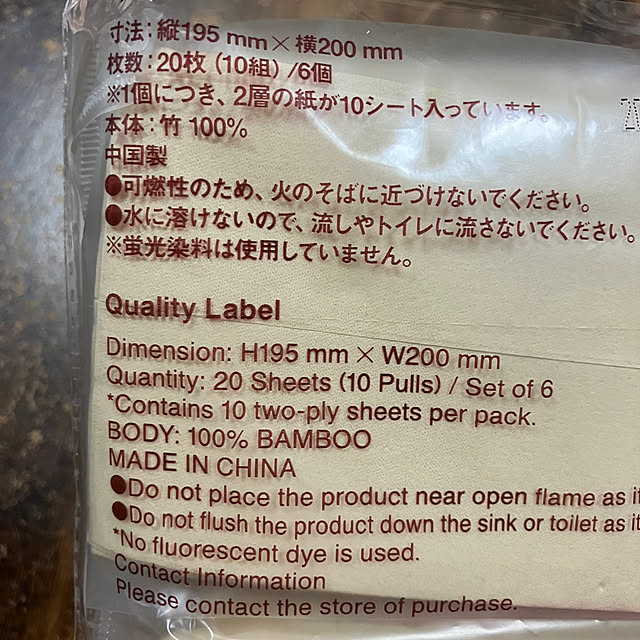 寸法：縦195 mm×横200 mm
枚数：20枚（10組）/6個
※1個につき、2層の紙が10シート入っています。
本体：竹 100%
中国製
●可燃性のため、火のそばに近づけないでください。
●水に溶けないので、流しやトイレに流さないでください。
※蛍光染料は使用していません。
Quality Label
Dimension: H195 mm × W200 mm
Quantity: 20 Sheets (10 Pulls) / Set of 6
*Contains 10 two-ply sheets per pack.
BODY: 100% BAMBOO
MADE IN CHINA
●Do not place the product near open flame as
●Do not flush the product down the sink or toilet as
*No fluorescent dye is used.
Contact Information
Please contact the store of purchase.